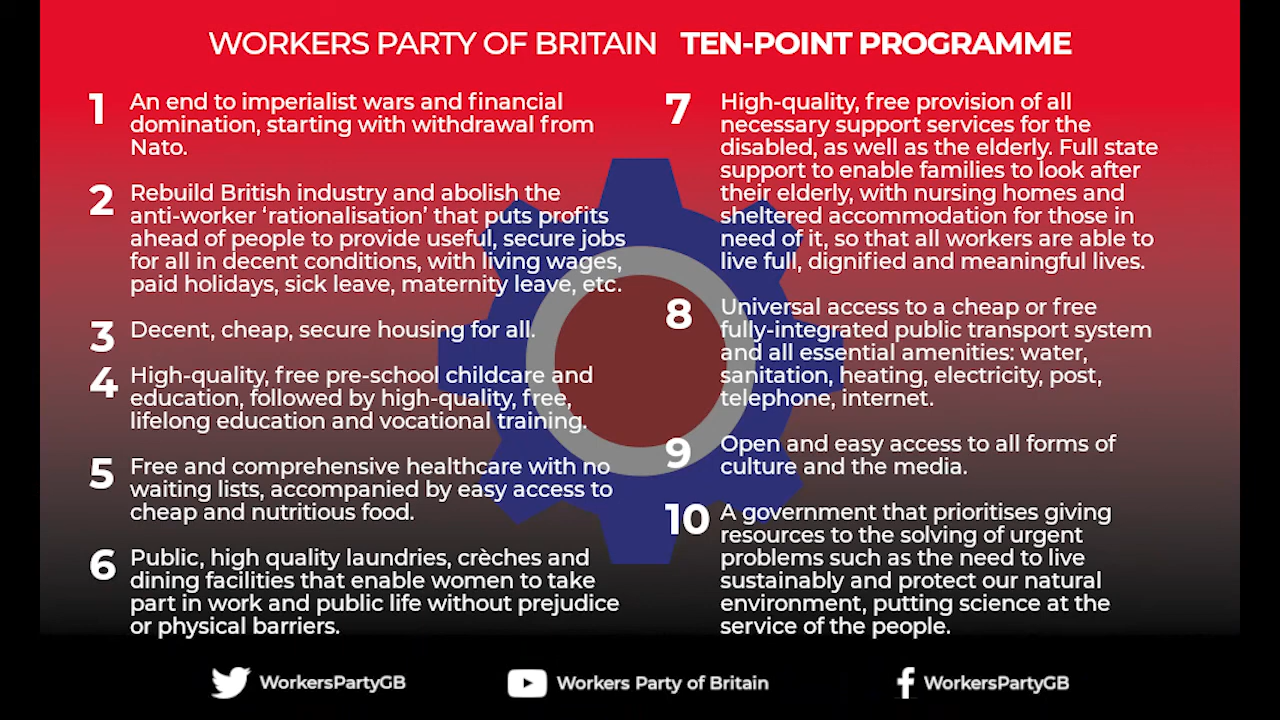 WORKERS PARTY OF BRITAIN TEN-POINT PROGRAMME
1 An end to imperialist wars and financial
domination, starting with withdrawal from
Nato.
2 Rebuild British industry and abolish the
anti-worker ‘rationalisation’ that puts profits
ahead of people to provide useful, secure jobs
for all in decent conditions, with living wages,
paid holidays, sick leave, maternity leave, etc.
3 Decent, cheap, secure housing for all.
4 High-quality, free pre-school childcare and
education, followed by high-quality, free,
lifelong education and vocational training.
5 Free and comprehensive healthcare with no
waiting lists, accompanied by easy access to
cheap and nutritious food.
6 Public, high quality laundries, crèches and
dining facilities that enable women to take
part in work and public life without prejudice
or physical barriers.
7 High-quality, free provision of all
necessary support services for the
disabled, as well as the elderly. Full state
support to enable families to look after
their elderly, with nursing homes and
sheltered accommodation for those in
need of it, so that all workers are able to
live full, dignified and meaningful lives.
8 Universal access to a cheap or free
fully-integrated public transport system
and all essential amenities: water,
sanitation, heating, electricity, post,
telephone, internet.
9 Open and easy access to all forms of
culture and the media.
10 A government that prioritises giving
resources to the solving of urgent
problems such as the need to live
sustainably and protect our natural
environment, putting science at the
service of the people.
WorkersPartyGB
Workers Party of Britain
WorkersPartyGB